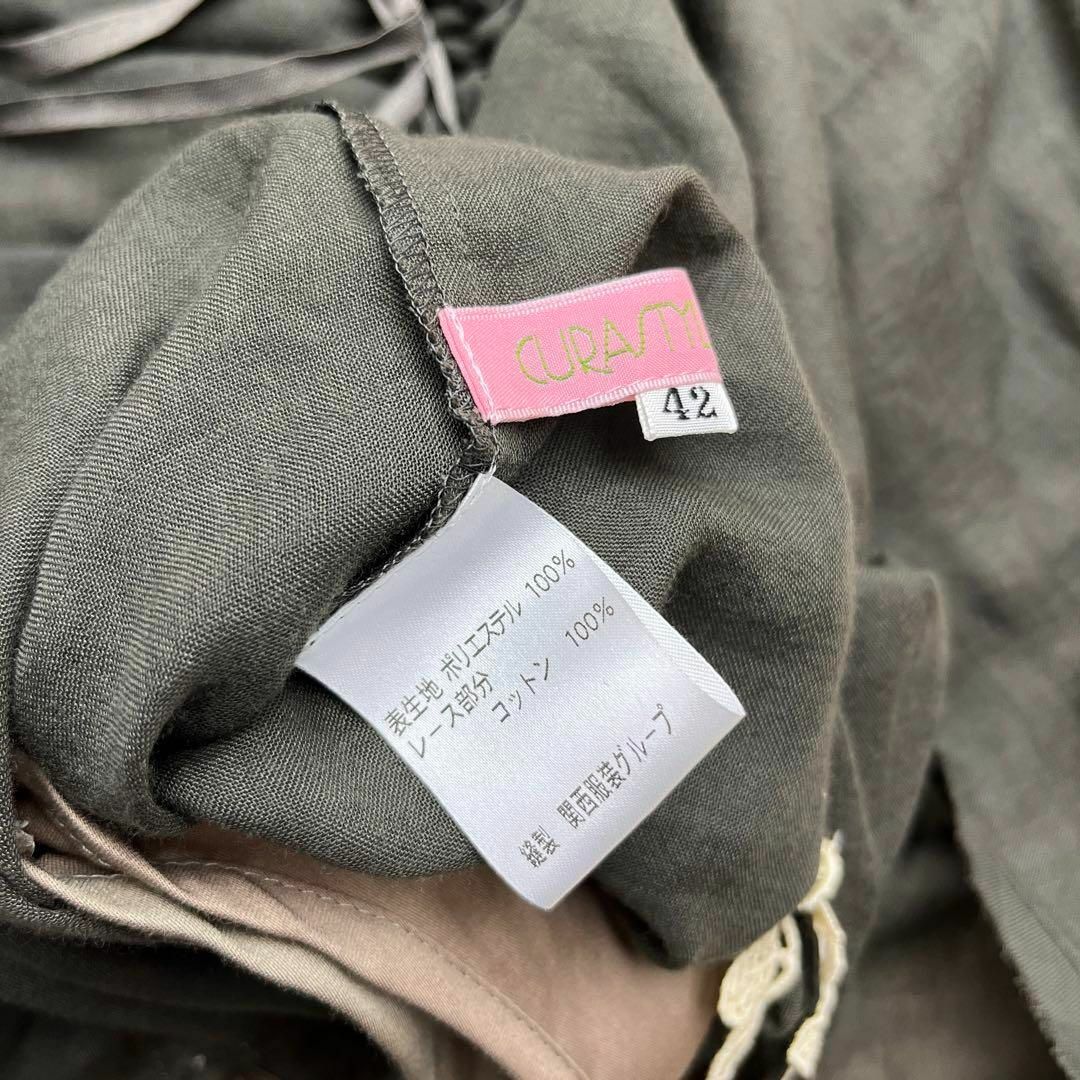 CURASTYL
42
表生地 ポリエステル 100%
レース部分
コットン 100%
縫製 関西服装グループ